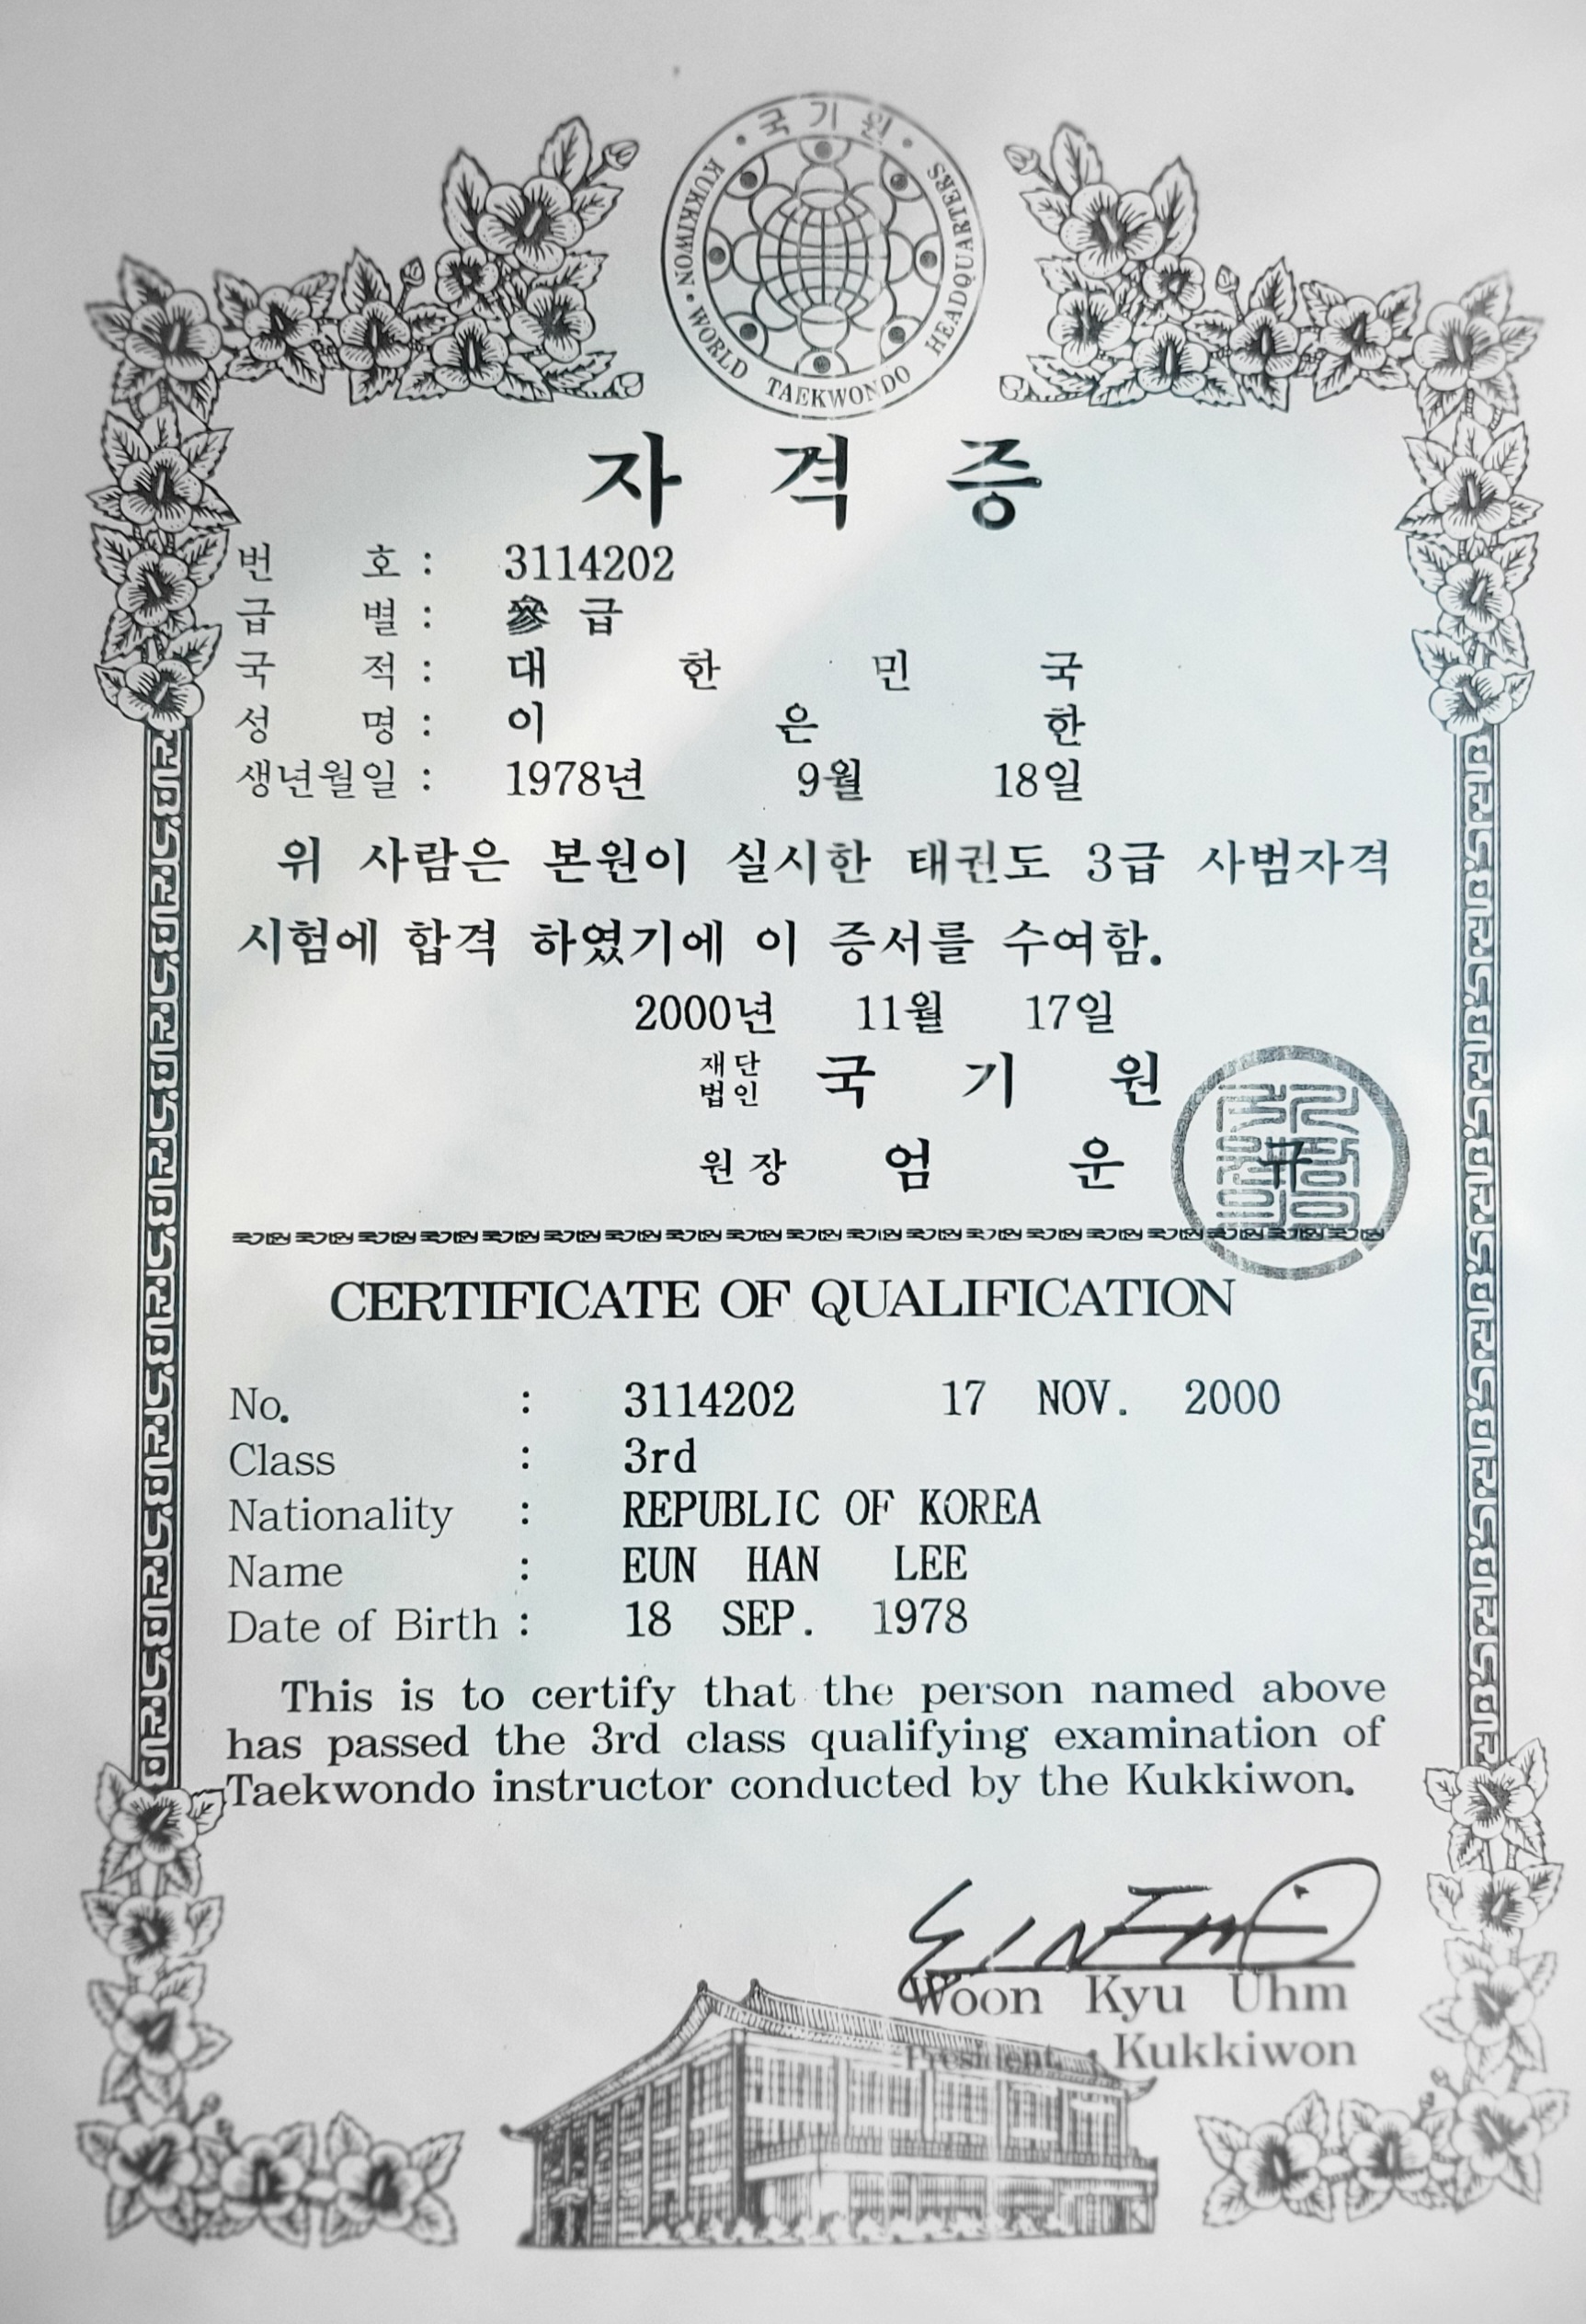 국기원
KUKKIWON · WORLD TAEKWONDO HEADQUARTERS
자 격 증
번 호 : 3114202
급 별 : 參 급
국 적 : 대 한 민 국
성 명 : 이 은 한
생년월일 : 1978년 9월 18일
위 사람은 본원이 실시한 태권도 3급 사범자격
시험에 합격 하였기에 이 증서를 수여함.
2000년 11월 17일
재단법인 국 기 원
원장 엄 운 규
CERTIFICATE OF QUALIFICATION
No. : 3114202 17 NOV. 2000
Class : 3rd
Nationality : REPUBLIC OF KOREA
Name : EUN HAN LEE
Date of Birth : 18 SEP. 1978
This is to certify that the person named above
has passed the 3rd class qualifying examination of
Taekwondo instructor conducted by the Kukkiwon.
Woon Kyu Uhm
President, Kukkiwon